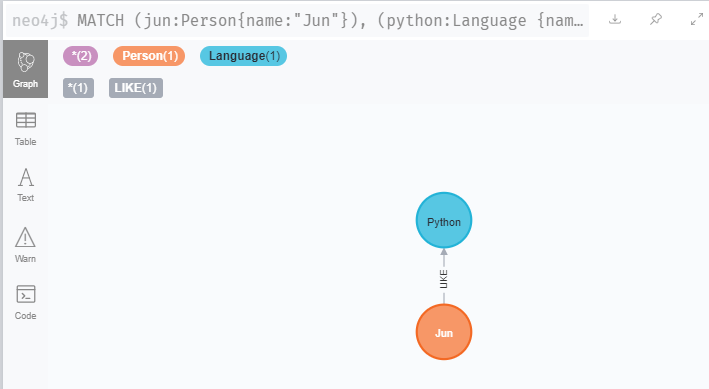 neo4j$ MATCH (jun:Person{name:"Jun"}), (python:Language {nam…
*(2) Person(1) Language(1)
*(1) LIKE(1)
Graph
Table
Text
Warn
Code
Python
LIKE
Jun